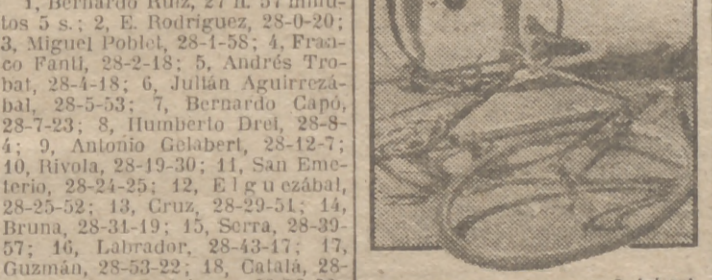 1, Bernardo Ruiz, 27 h. 57 minu-
tos 5 s.; 2, E. Rodríguez, 28-0-20;
3, Miguel Poblet, 28-1-58; 4, Fran-
co Fanti, 28-2-18; 5, Andrés Tro-
bat, 28-4-18; 6, Julián Aguirrezá-
bal, 28-5-53; 7, Bernardo Capó,
28-7-23; 8, Humberto Drei, 28-8-
4; 9, Antonio Gelabert, 28-12-7;
10, Rivola, 28-19-30; 11, San Eme-
terio, 28-24-25; 12, Elguezábal,
28-25-52; 13, Cruz, 28-29-51; 14,
Bruna, 28-31-19; 15, Serra, 28-39-
57; 16, Labrador, 28-43-17; 17,
Guzmán, 28-53-22; 18, Catalá, 28-